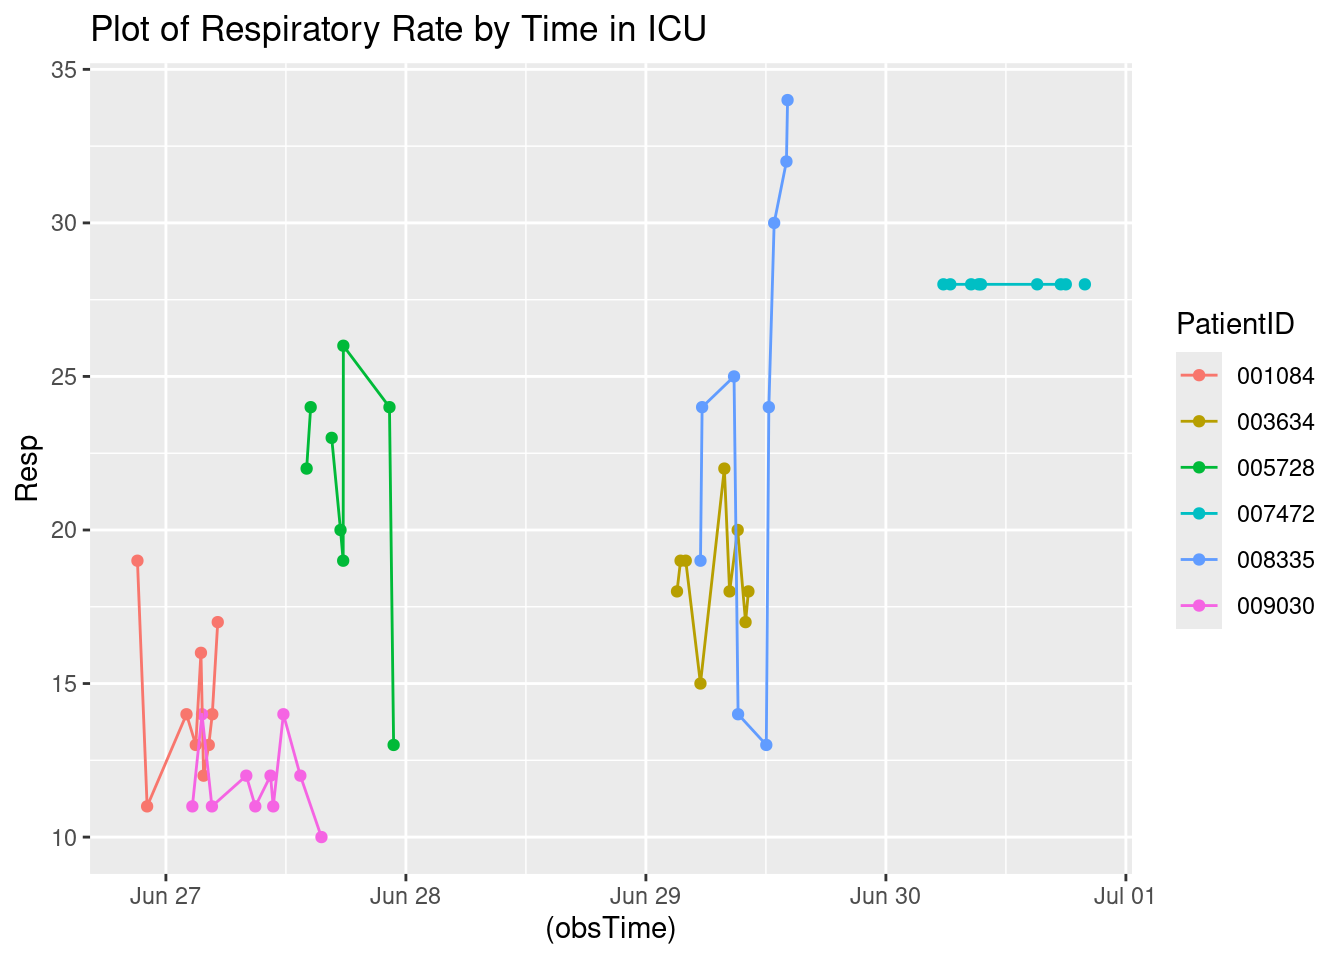 Plot of Respiratory Rate by Time in ICU
35
30
25
20
15
10
Resp
Jun 27
Jun 28
Jun 29
Jun 30
Jul 01
(obsTime)
PatientID
001084
003634
005728
007472
008335
009030